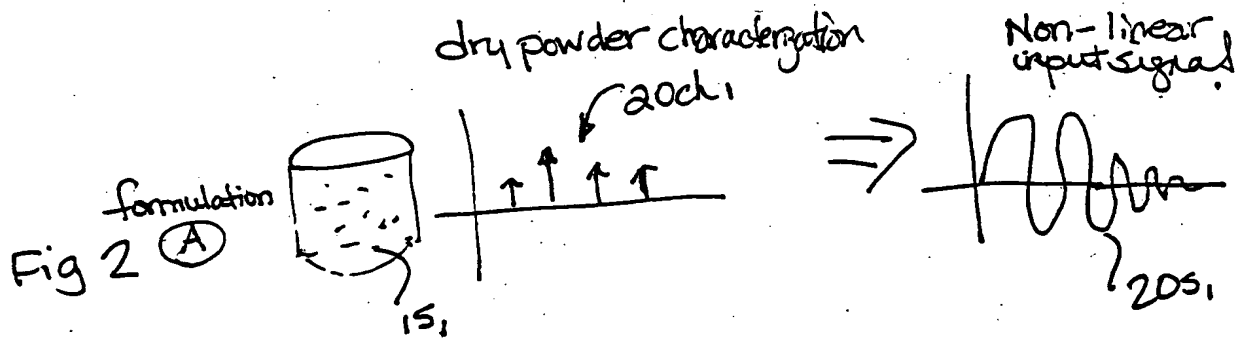 dry powder characterization
20ch₁
Non-linear
input signal
formulation
Fig 2 A
15₁
20S₁